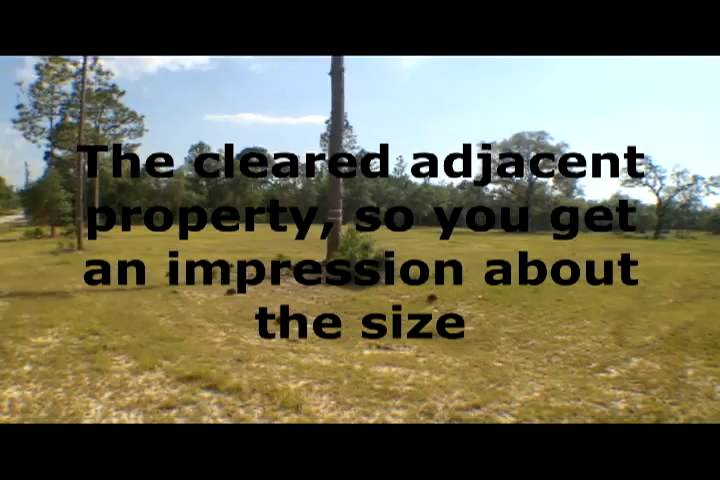 The cleared adjacent
property, so you get
an impression about
the size